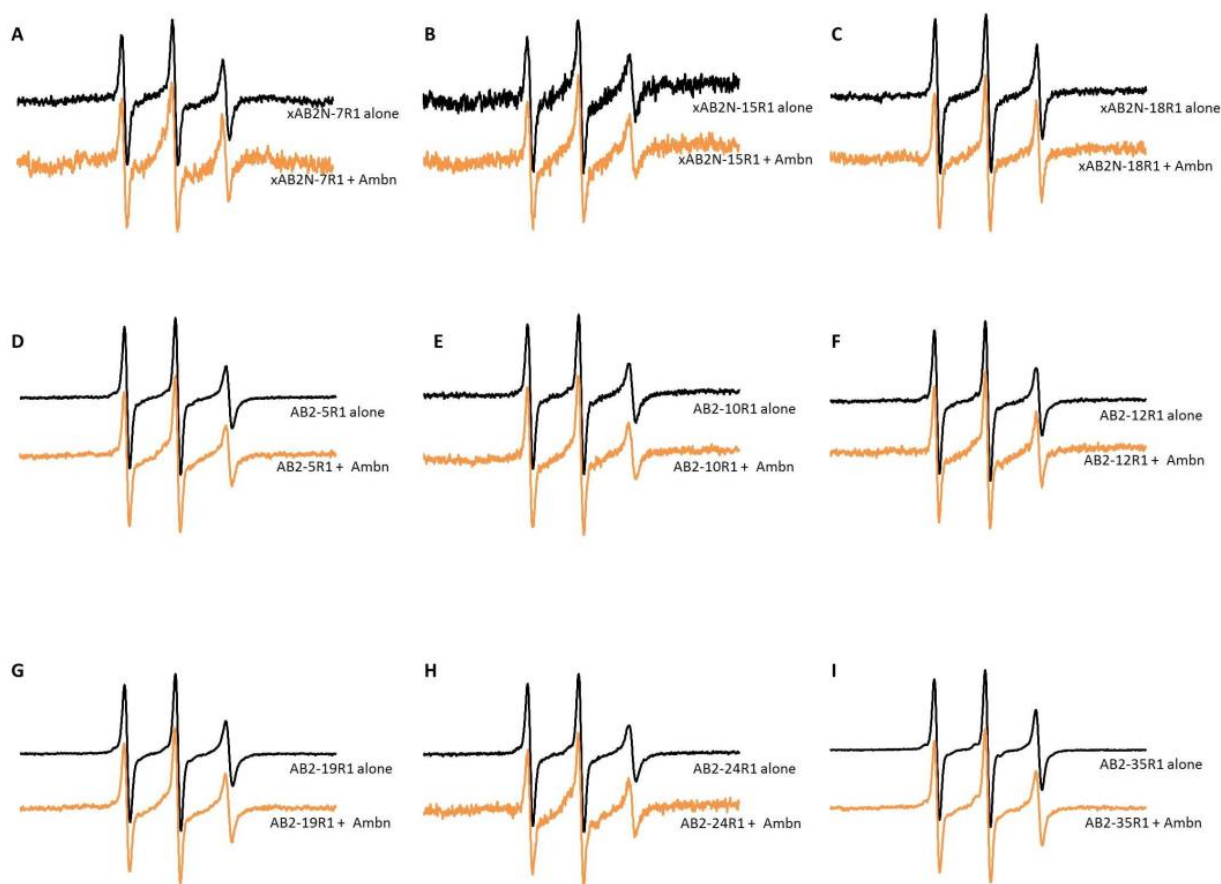 A
xAB2N-7R1 alone
xAB2N-7R1 + Ambn
B
xAB2N-15R1 alone
xAB2N-15R1 + Ambn
C
xAB2N-18R1 alone
xAB2N-18R1 + Ambn
D
AB2-5R1 alone
AB2-5R1 + Ambn
E
AB2-10R1 alone
AB2-10R1 + Ambn
F
AB2-12R1 alone
AB2-12R1 + Ambn
G
AB2-19R1 alone
AB2-19R1 + Ambn
H
AB2-24R1 alone
AB2-24R1 + Ambn
I
AB2-35R1 alone
AB2-35R1 + Ambn